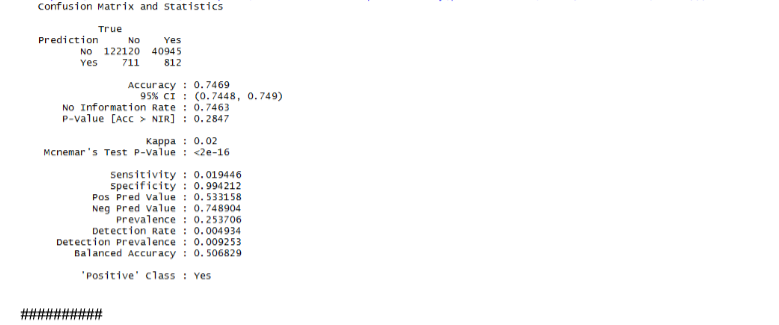 Confusion Matrix and Statistics
True
Prediction No Yes
No 122120 40945
Yes 711 812
Accuracy : 0.7469
95% CI : (0.7448, 0.749)
No Information Rate : 0.7463
P-Value [Acc > NIR] : 0.2847
Kappa : 0.02
Mcnemar's Test P-Value : <2e-16
Sensitivity : 0.019446
Specificity : 0.994212
Pos Pred Value : 0.533158
Neg Pred Value : 0.748904
Prevalence : 0.253706
Detection Rate : 0.004934
Detection Prevalence : 0.009253
Balanced Accuracy : 0.506829
'Positive' Class : Yes
##########